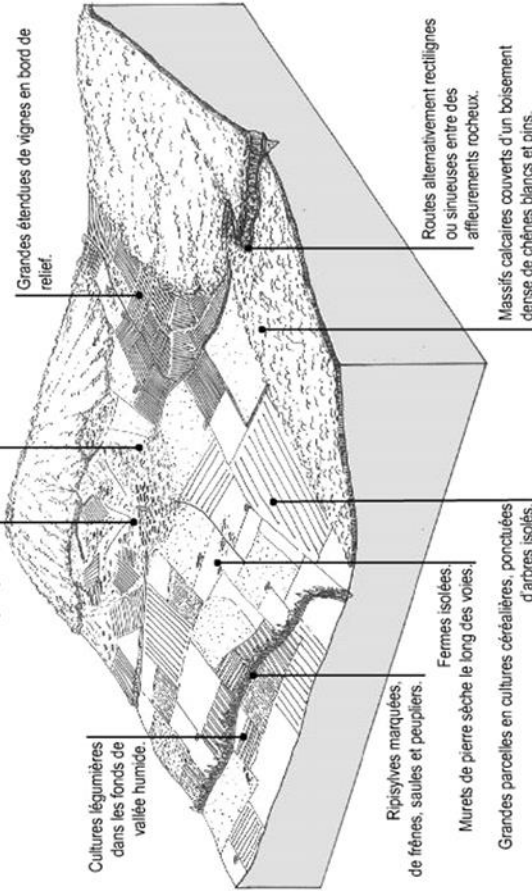 Grandes étendues de vignes en bord de
relief.
Cultures légumières
dans les fonds de
vallée humide.
Routes alternativement rectilignes
ou sinueuses entre des
affleurements rocheux.
Massifs calcaires couverts d'un boisement
dense de chênes blancs et pins.
Fermes isolées.
Ripisylves marquées,
de frênes, saules et peupliers.
Murets de pierre sèche le long des voies.
Grandes parcelles en cultures céréalières, ponctuées
d'arbres isolés.